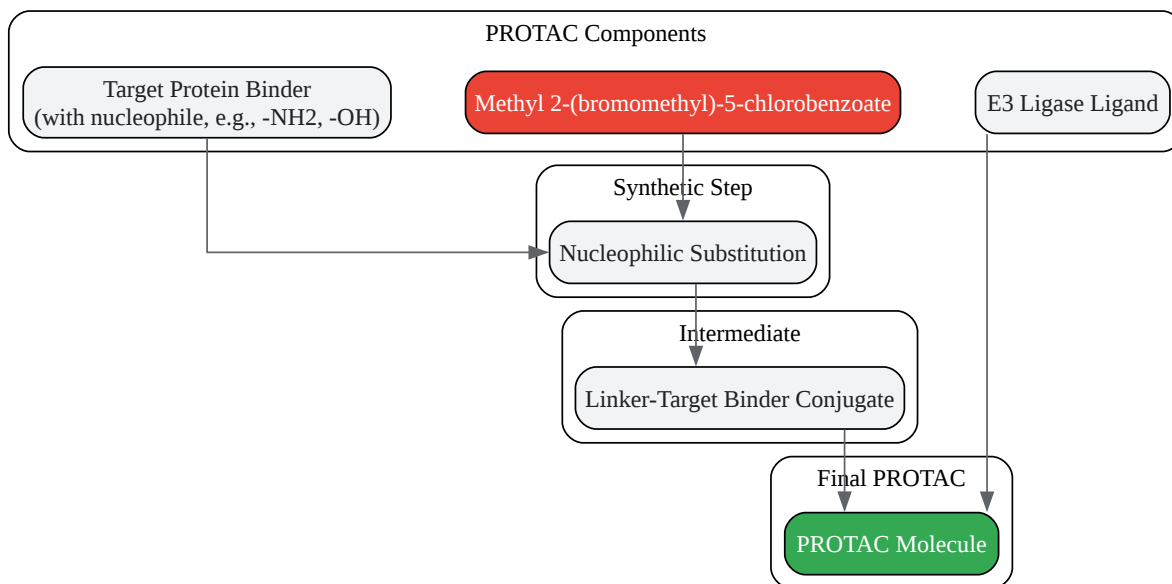 PROTAC Components
Target Protein Binder
(with nucleophile, e.g., -NH2, -OH)
Methyl 2-(bromomethyl)-5-chlorobenzoate
E3 Ligase Ligand
Synthetic Step
Nucleophilic Substitution
Intermediate
Linker-Target Binder Conjugate
Final PROTAC
PROTAC Molecule